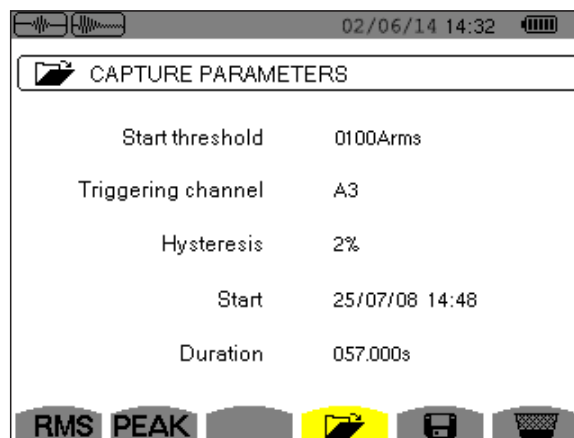 02/06/14 14:32
CAPTURE PARAMETERS
Start threshold 0100Arms
Triggering channel A3
Hysteresis 2%
Start 25/07/08 14:48
Duration 057.000s
RMS PEAK